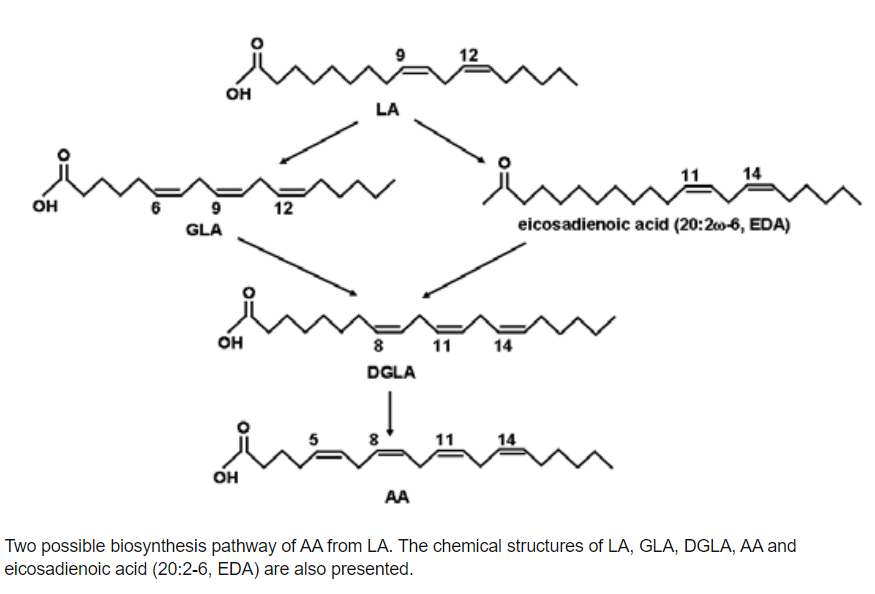 O
9 12
OH
LA
O
O
11 14
OH
6 9 12
GLA
eicosadienoic acid (20:2ω-6, EDA)
O
OH
8 11 14
DGLA
O
5 8 11 14
OH
AA
Two possible biosynthesis pathway of AA from LA. The chemical structures of LA, GLA, DGLA, AA and
eicosadienoic acid (20:2-6, EDA) are also presented.